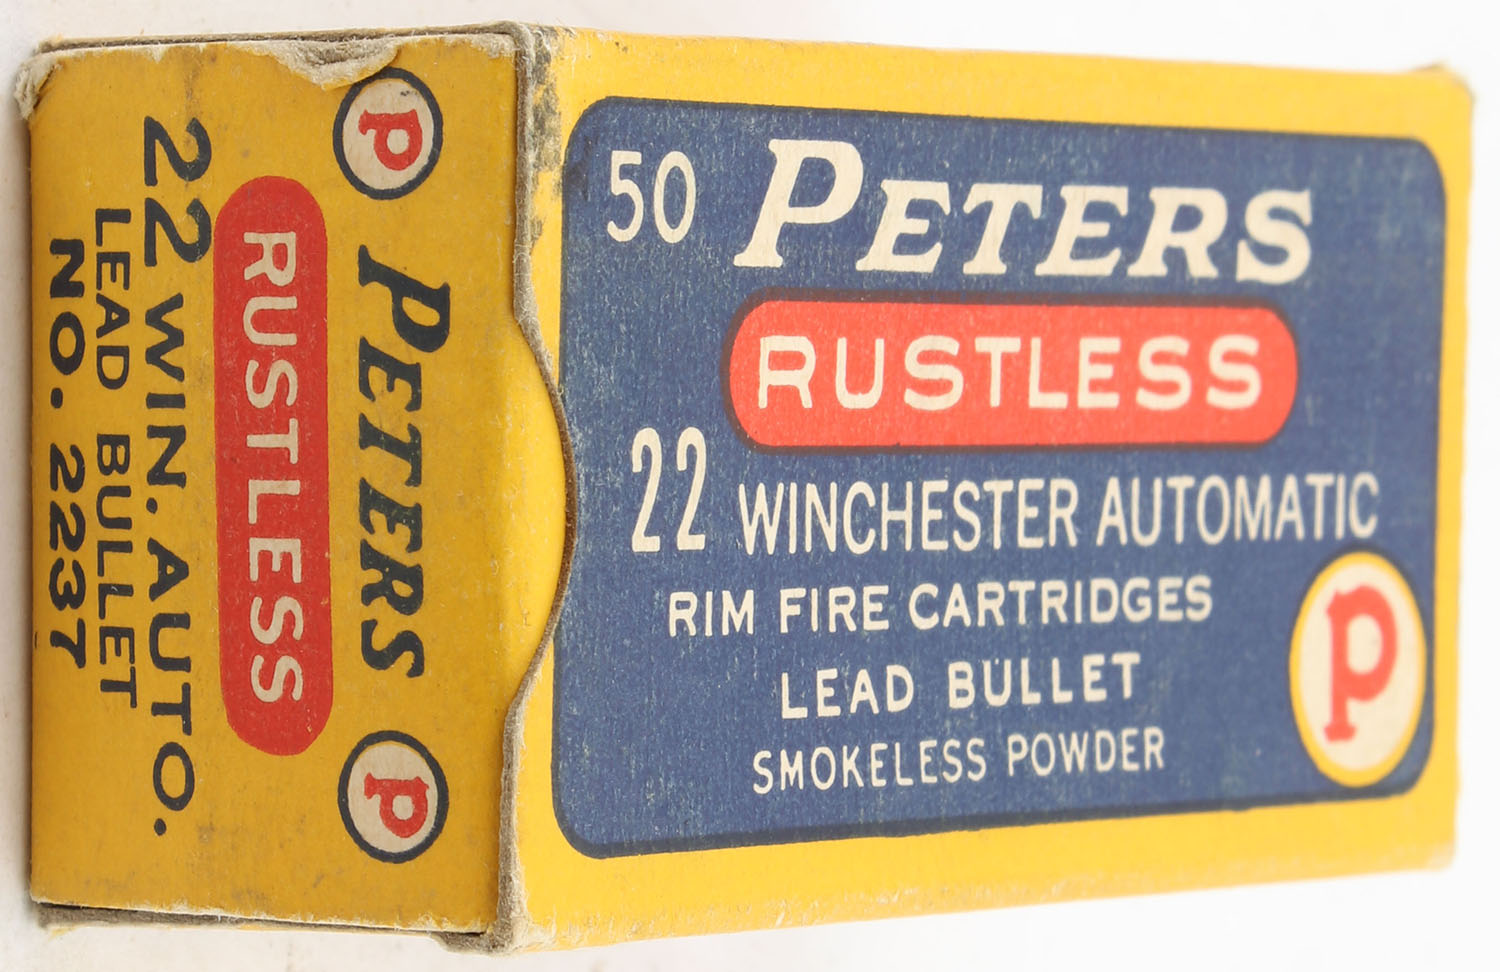 50 PETERS
RUSTLESS
22 WINCHESTER AUTOMATIC
RIM FIRE CARTRIDGES
LEAD BULLET
SMOKELESS POWDER
P
P PETERS P
RUSTLESS
22 WIN. AUTO.
LEAD BULLET
NO. 2237